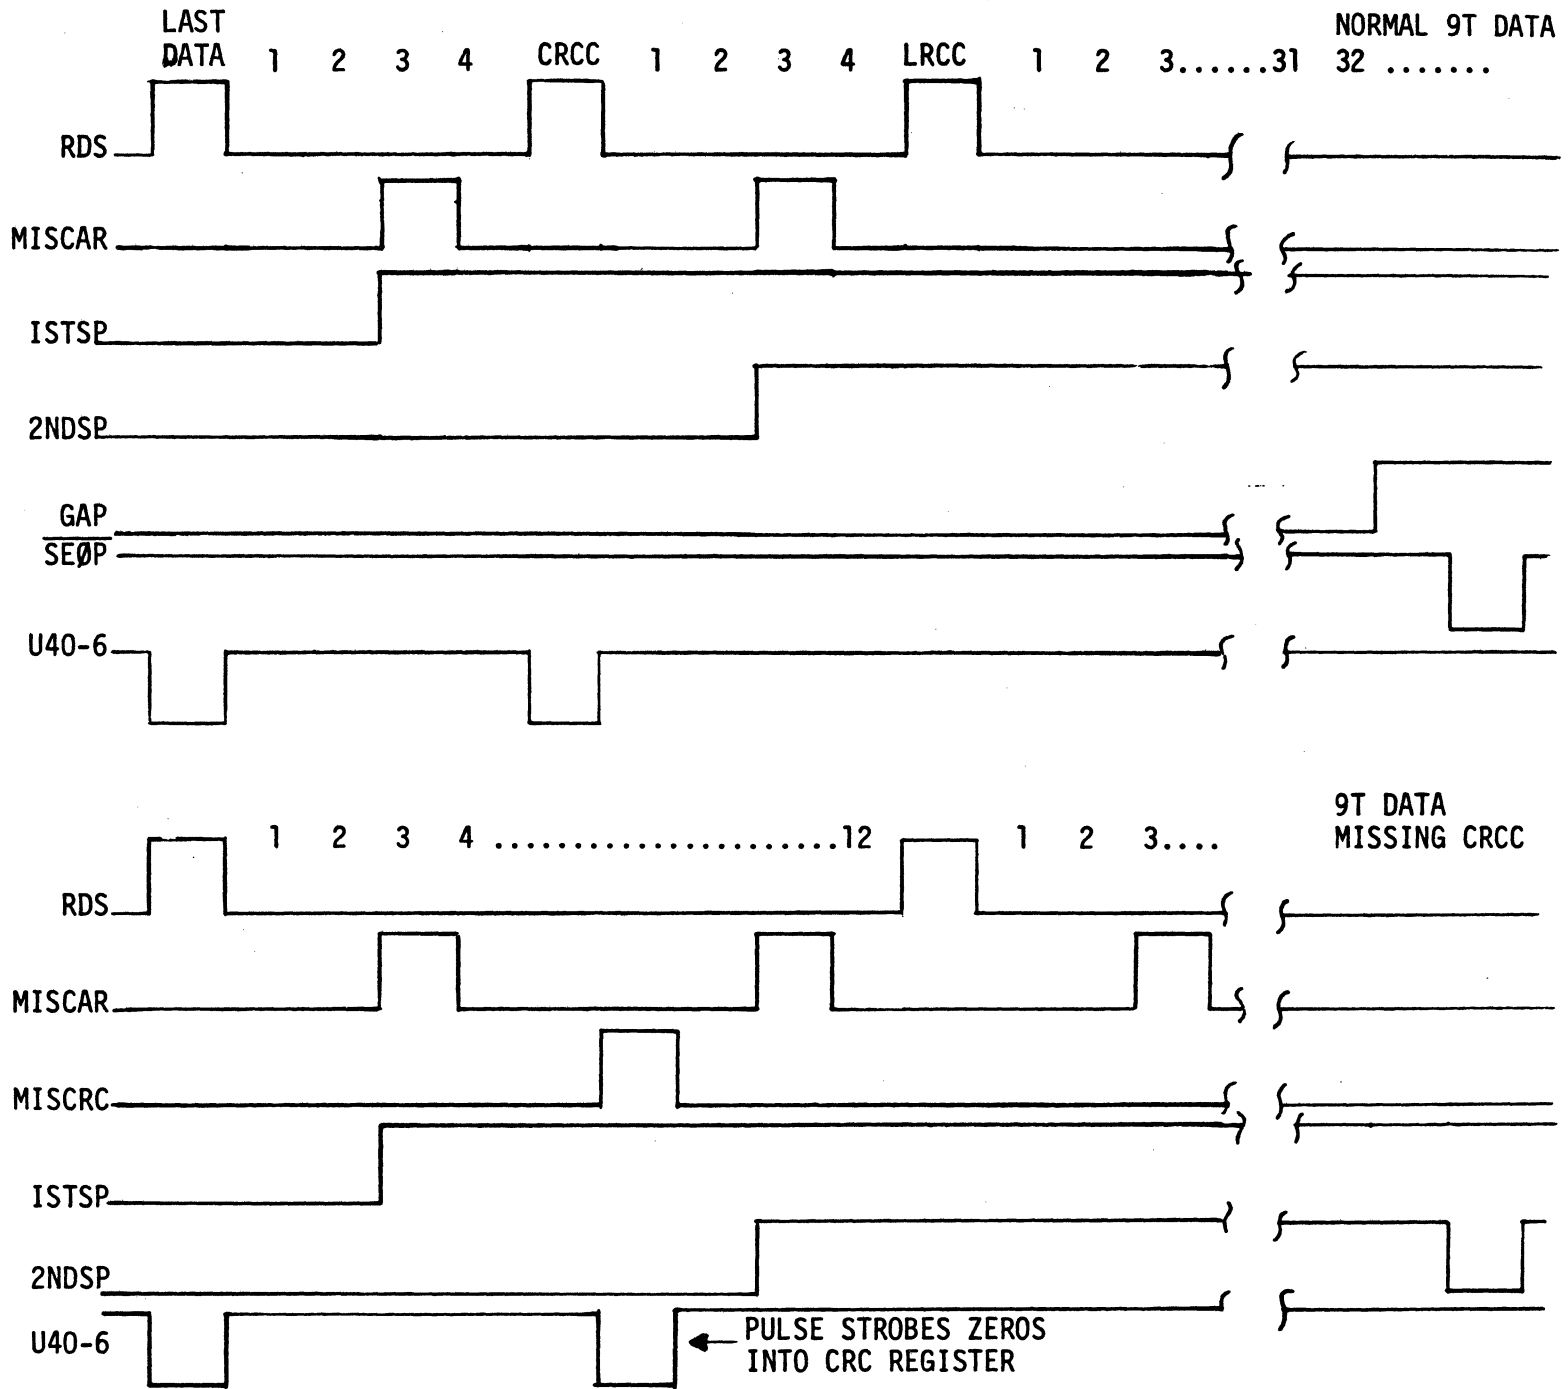 LAST
DATA 1 2 3 4 CRCC 1 2 3 4 LRCC 1 2 3......31 32 .......
NORMAL 9T DATA
RDS
MISCAR
ISTSP
2NDSP
GAP
SEØP
U40-6
1 2 3 4 ...........................12 1 2 3....
9T DATA
MISSING CRCC
RDS
MISCAR
MISCRC
ISTSP
2NDSP
U40-6
PULSE STROBES ZEROS
INTO CRC REGISTER